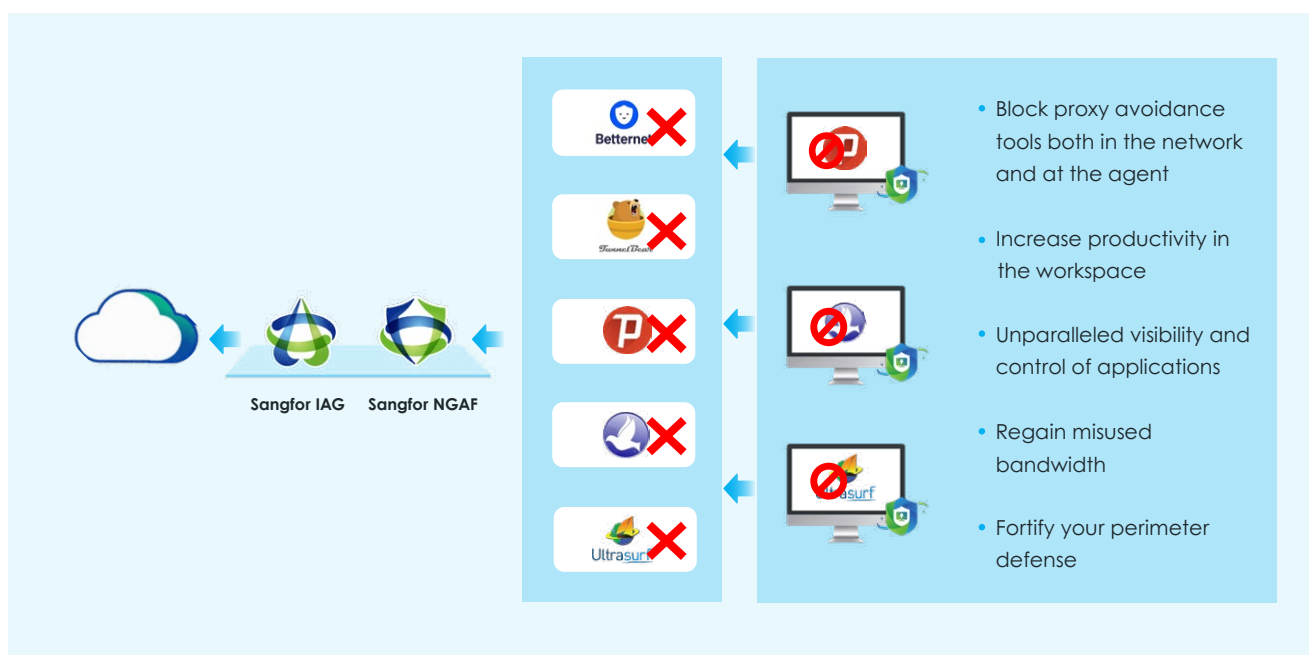 Betternet
TunnelBear
Ultrasurf
Sangfor IAG
Sangfor NGAF
Ultrasurf
• Block proxy avoidance
tools both in the network
and at the agent
• Increase productivity in
the workspace
• Unparalleled visibility and
control of applications
• Regain misused
bandwidth
• Fortify your perimeter
defense